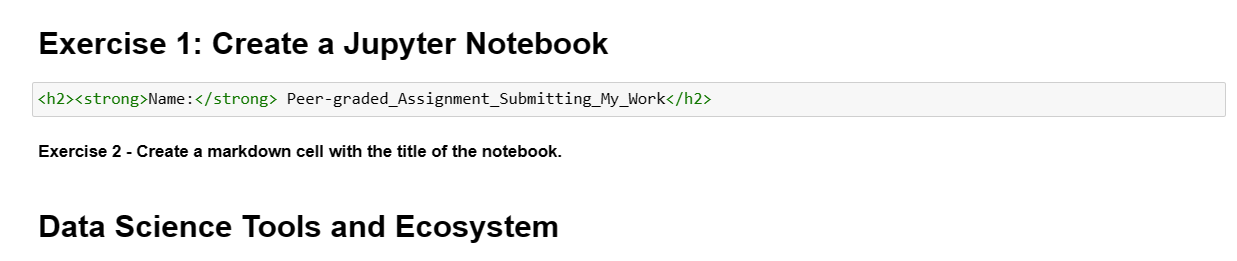 Exercise 1: Create a Jupyter Notebook
<h2><strong>Name:</strong> Peer-graded_Assignment_Submitting_My_Work</h2>
Exercise 2 - Create a markdown cell with the title of the notebook.
Data Science Tools and Ecosystem